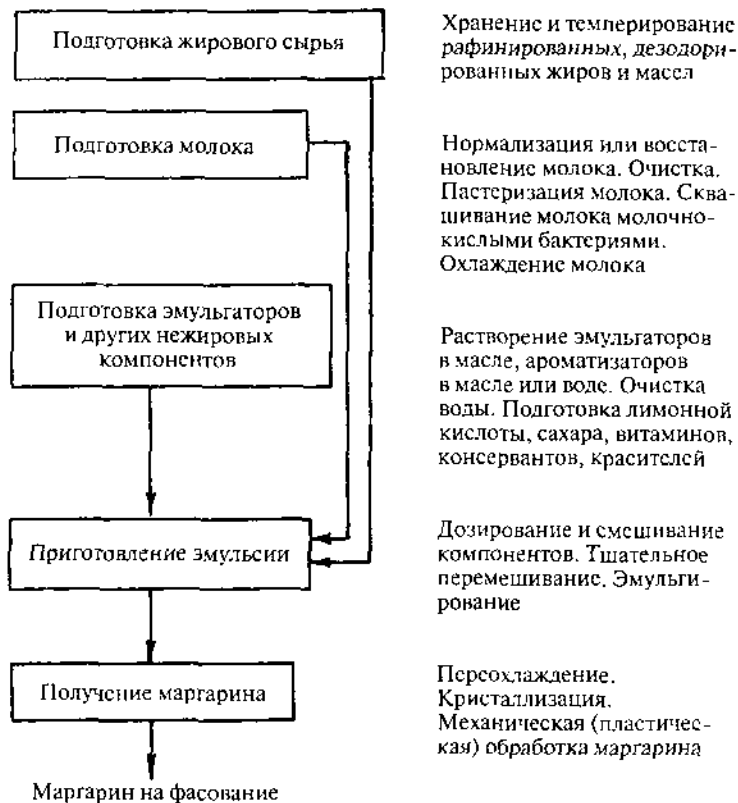 Подготовка жирового сырья
Хранение и темперирование
рафинированных, дезодори-
рованных жиров и масел
Подготовка молока
Нормализация или восста-
новление молока. Очистка.
Пастеризация молока. Сква-
шивание молока молочно-
кислыми бактериями.
Охлаждение молока
Подготовка эмульгаторов
и других нежировых
компонентов
Растворение эмульгаторов
в масле, ароматизаторов
в масле или воде. Очистка
воды. Подготовка лимонной
кислоты, сахара, витаминов,
консервантов, красителей
Приготовление эмульсии
Дозирование и смешивание
компонентов. Тщательное
перемешивание. Эмульги-
рование
Получение маргарина
Переохлаждение.
Кристаллизация.
Механическая (пластичес-
кая) обработка маргарина
Маргарин на фасование